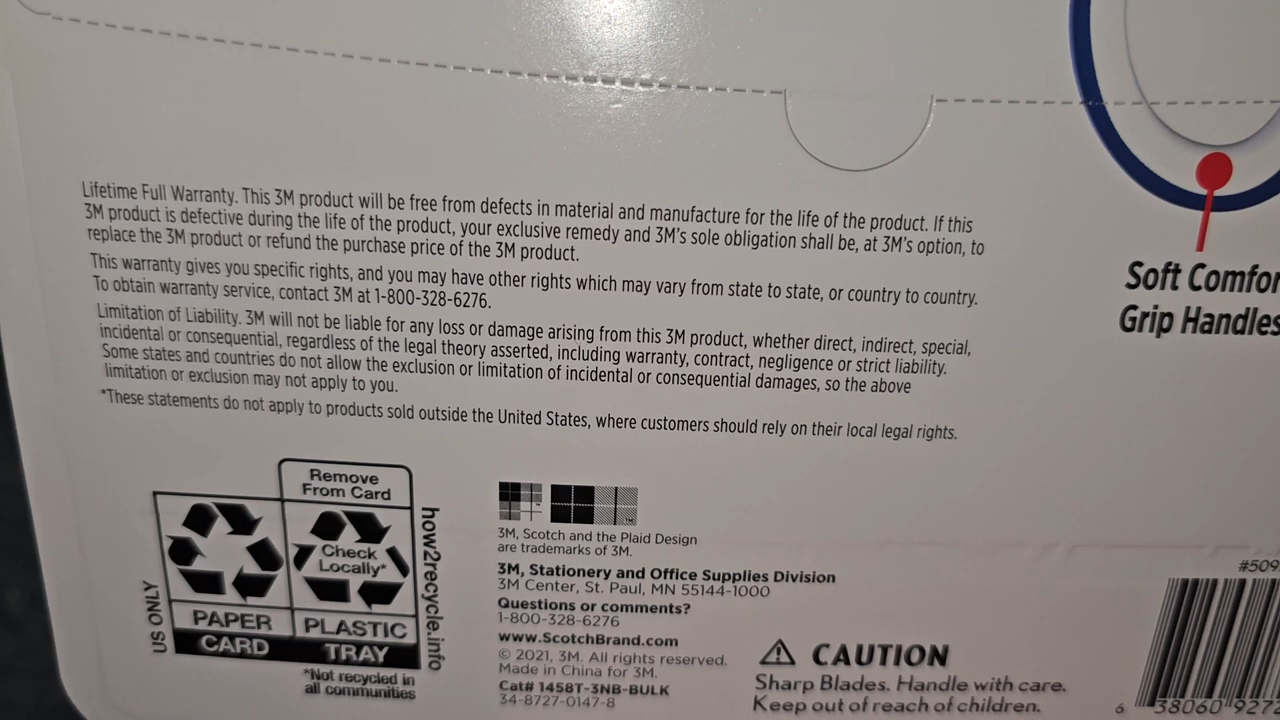 Lifetime Full Warranty. This 3M product will be free from defects in material and manufacture for the life of the product. If this
3M product is defective during the life of the product, your exclusive remedy and 3M's sole obligation shall be, at 3M's option, to
replace the 3M product or refund the purchase price of the 3M product.
This warranty gives you specific rights, and you may have other rights which may vary from state to state, or country to country.
To obtain warranty service, contact 3M at 1-800-328-6276.
Limitation of Liability. 3M will not be liable for any loss or damage arising from this 3M product, whether direct, indirect, special,
incidental or consequential, regardless of the legal theory asserted, including warranty, contract, negligence or strict liability.
Some states and countries do not allow the exclusion or limitation of incidental or consequential damages, so the above
limitation or exclusion may not apply to you.
*These statements do not apply to products sold outside the United States, where customers should rely on their local legal rights.
Soft Comfor
Grip Handles
Remove
From Card
Check
Locally*
PAPER
PLASTIC
CARD
TRAY
US ONLY
how2recycle.info
*Not recycled in
all communities
3M, Scotch and the Plaid Design
are trademarks of 3M.
3M, Stationery and Office Supplies Division
3M Center, St. Paul, MN 55144-1000
Questions or comments?
1-800-328-6276
www.ScotchBrand.com
© 2021, 3M. All rights reserved.
Made in China for 3M.
Cat# 1458T-3NB-BULK
34-8727-0147-8
CAUTION
Sharp Blades. Handle with care.
Keep out of reach of children.
#509
6 38060 9272